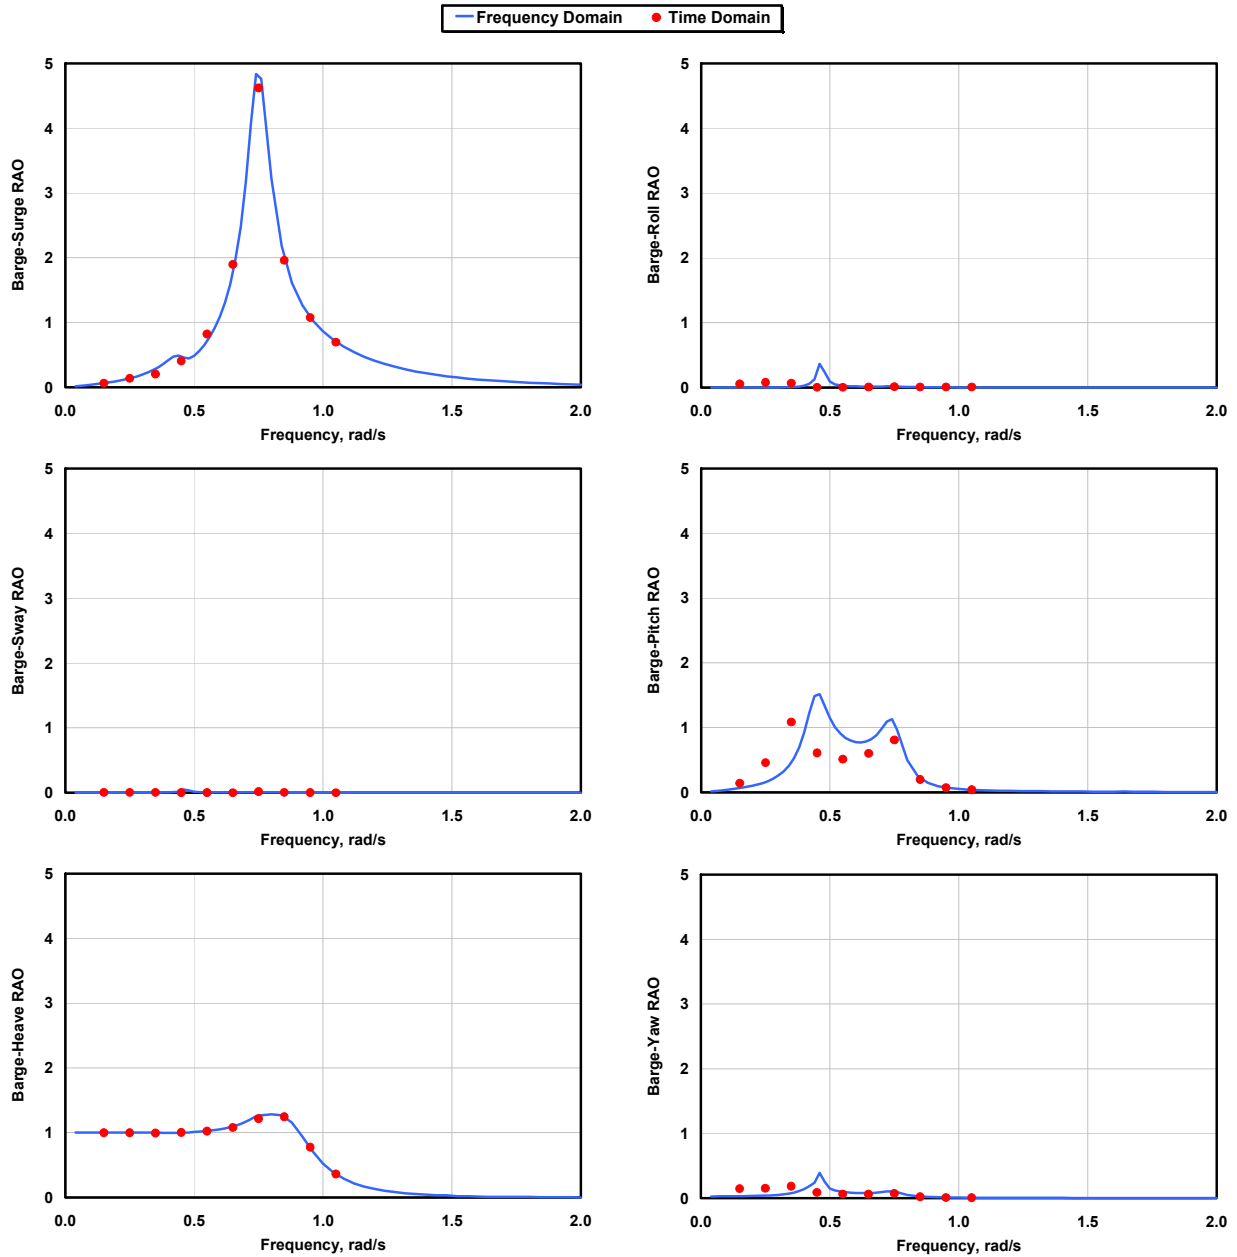 Frequency Domain Time Domain
5
4
3
2
1
0
0.0 0.5 1.0 1.5 2.0
Frequency, rad/s
Barge-Surge RAO
5
4
3
2
1
0
0.0 0.5 1.0 1.5 2.0
Frequency, rad/s
Barge-Roll RAO
5
4
3
2
1
0
0.0 0.5 1.0 1.5 2.0
Frequency, rad/s
Barge-Sway RAO
5
4
3
2
1
0
0.0 0.5 1.0 1.5 2.0
Frequency, rad/s
Barge-Pitch RAO
5
4
3
2
1
0
0.0 0.5 1.0 1.5 2.0
Frequency, rad/s
Barge-Heave RAO
5
4
3
2
1
0
0.0 0.5 1.0 1.5 2.0
Frequency, rad/s
Barge-Yaw RAO